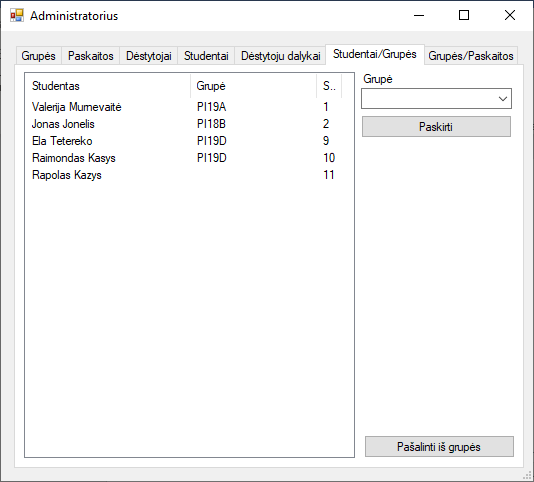 Administratorius
Grupės Paskaitos Dėstytojai Studentai Dėstytoju dalykai Studentai/Grupės Grupės/Paskaitos
Studentas Grupė S..
Valerija Murnevaitė PI19A 1
Jonas Jonelis PI18B 2
Ela Tetereko PI19D 9
Raimondas Kasys PI19D 10
Rapolas Kazys 11
Grupė
Paskirti
Pašalinti iš grupės